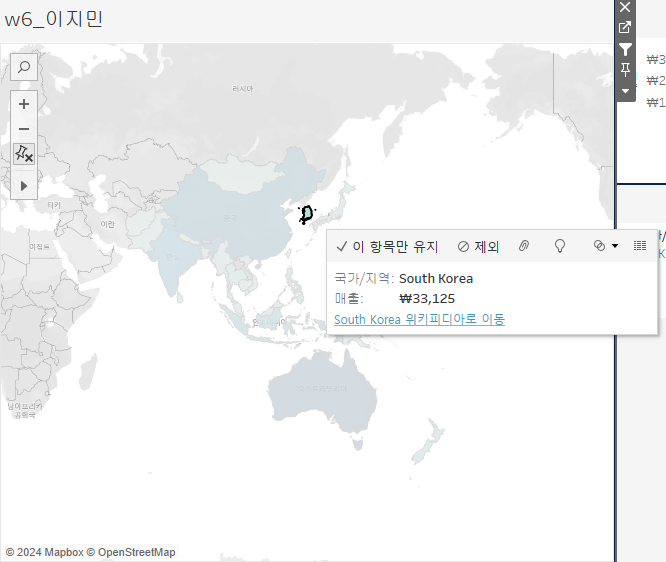 w6_이지민
₩3
₩2
₩1
러시아
터키
이란
이집트
중국
남아프리카
공화국
이 항목만 유지
제외
국가/지역: South Korea
매출: ₩33,125
South Korea 위키피디아로 이동
© 2024 Mapbox © OpenStreetMap